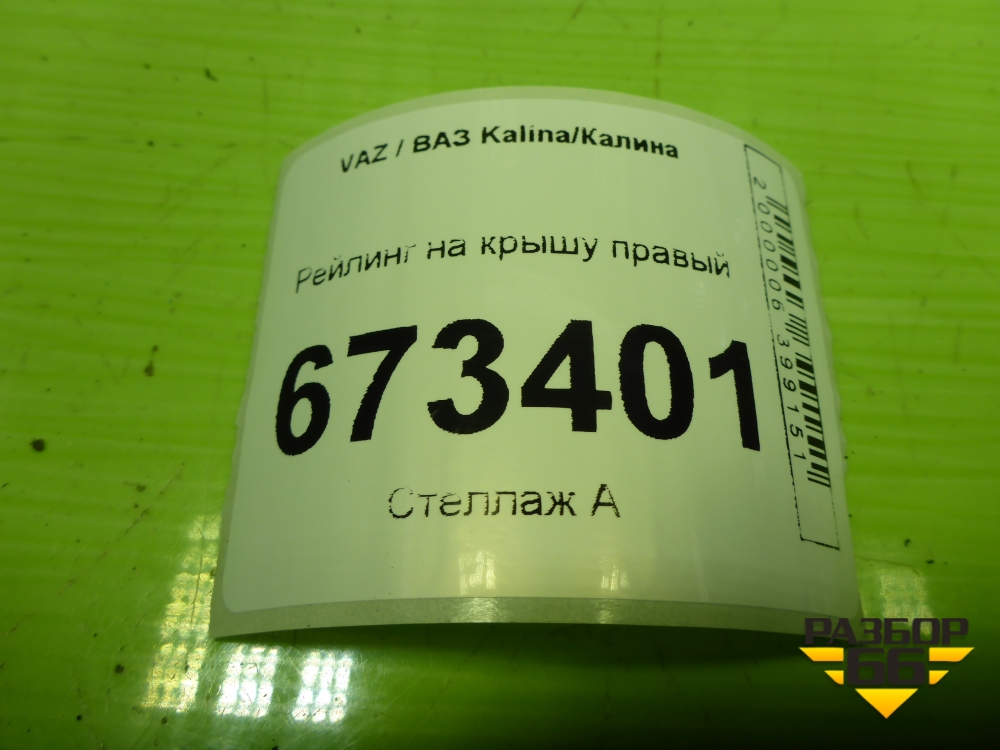 VAZ / ВАЗ Kalina/Калина
Рейлинг на крышу правый
673401
Стеллаж А
2000006399151
РАЗБОР
66